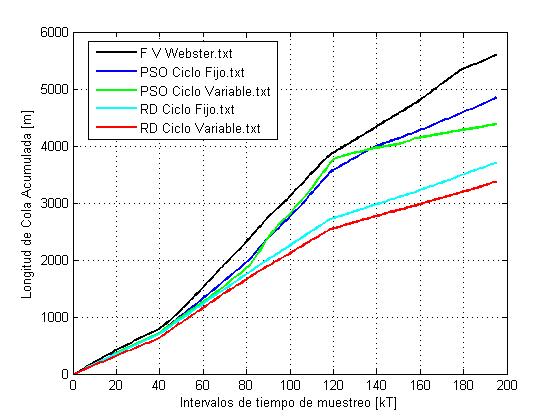 6000
5000
4000
3000
2000
1000
0
Longitud de Cola Acumulada [m]
F V Webster.txt
PSO Ciclo Fijo.txt
PSO Ciclo Variable.txt
RD Ciclo Fijo.txt
RD Ciclo Variable.txt
0 20 40 60 80 100 120 140 160 180 200
Intervalos de tiempo de muestreo [kT]